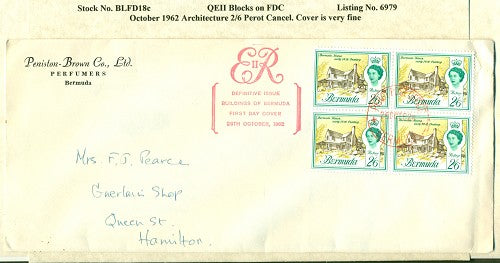 Stock No. BLFD18c QEII Blocks on FDC Listing No. 6979
October 1962 Architecture 2/6 Perot Cancel. Cover is very fine
Peniston-Brown Co., Ltd.
PERFUMERS
Bermuda
E II R
DEFINITIVE ISSUE
BUILDINGS OF BERMUDA
FIRST DAY COVER
26TH OCTOBER, 1962
Bermuda 2/6
Bermuda 2/6
Bermuda 2/6
Bermuda 2/6
Mrs. F. J. Pearce
Guerlain Shop
Queen St.
Hamilton.